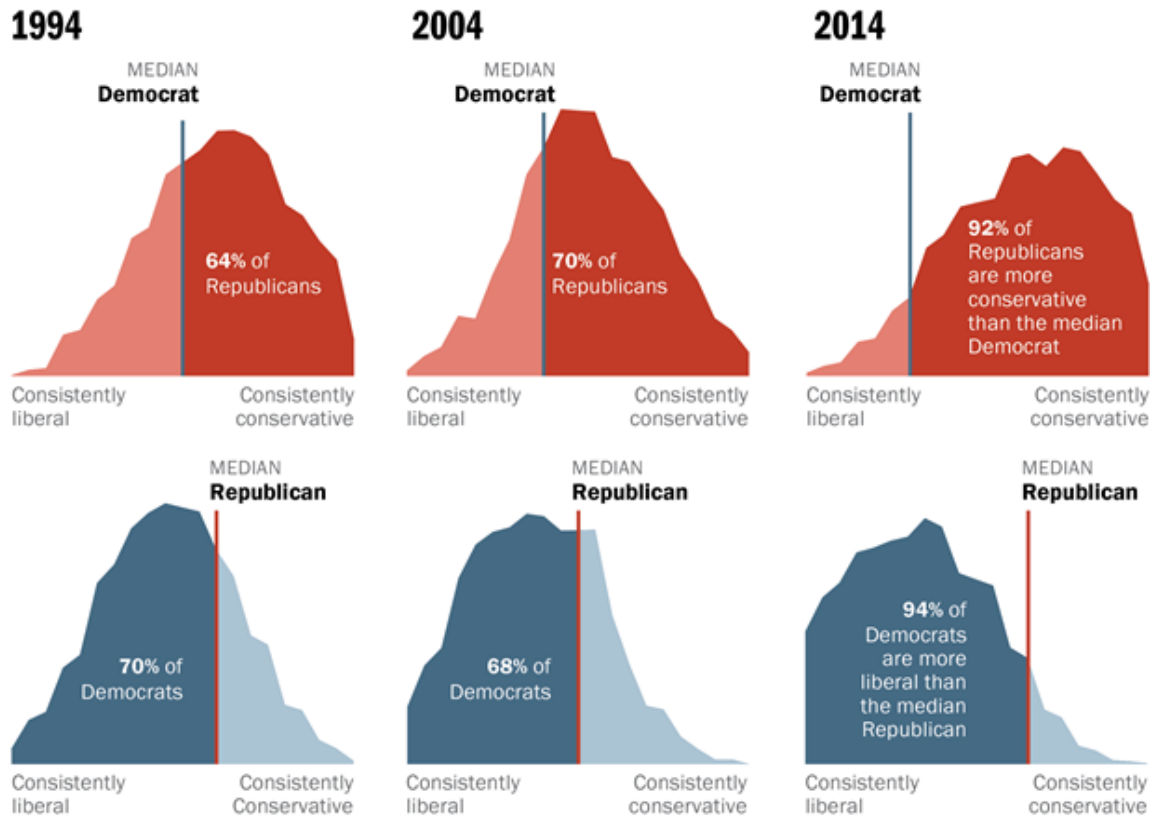 1994
MEDIAN
Democrat
64% of
Republicans
Consistently
liberal
Consistently
conservative
2004
MEDIAN
Democrat
70% of
Republicans
Consistently
liberal
Consistently
conservative
2014
MEDIAN
Democrat
92% of
Republicans
are more
conservative
than the median
Democrat
Consistently
liberal
Consistently
conservative
MEDIAN
Republican
70% of
Democrats
Consistently
liberal
Consistently
Conservative
MEDIAN
Republican
68% of
Democrats
Consistently
liberal
Consistently
conservative
MEDIAN
Republican
94% of
Democrats
are more
liberal than
the median
Republican
Consistently
liberal
Consistently
conservative